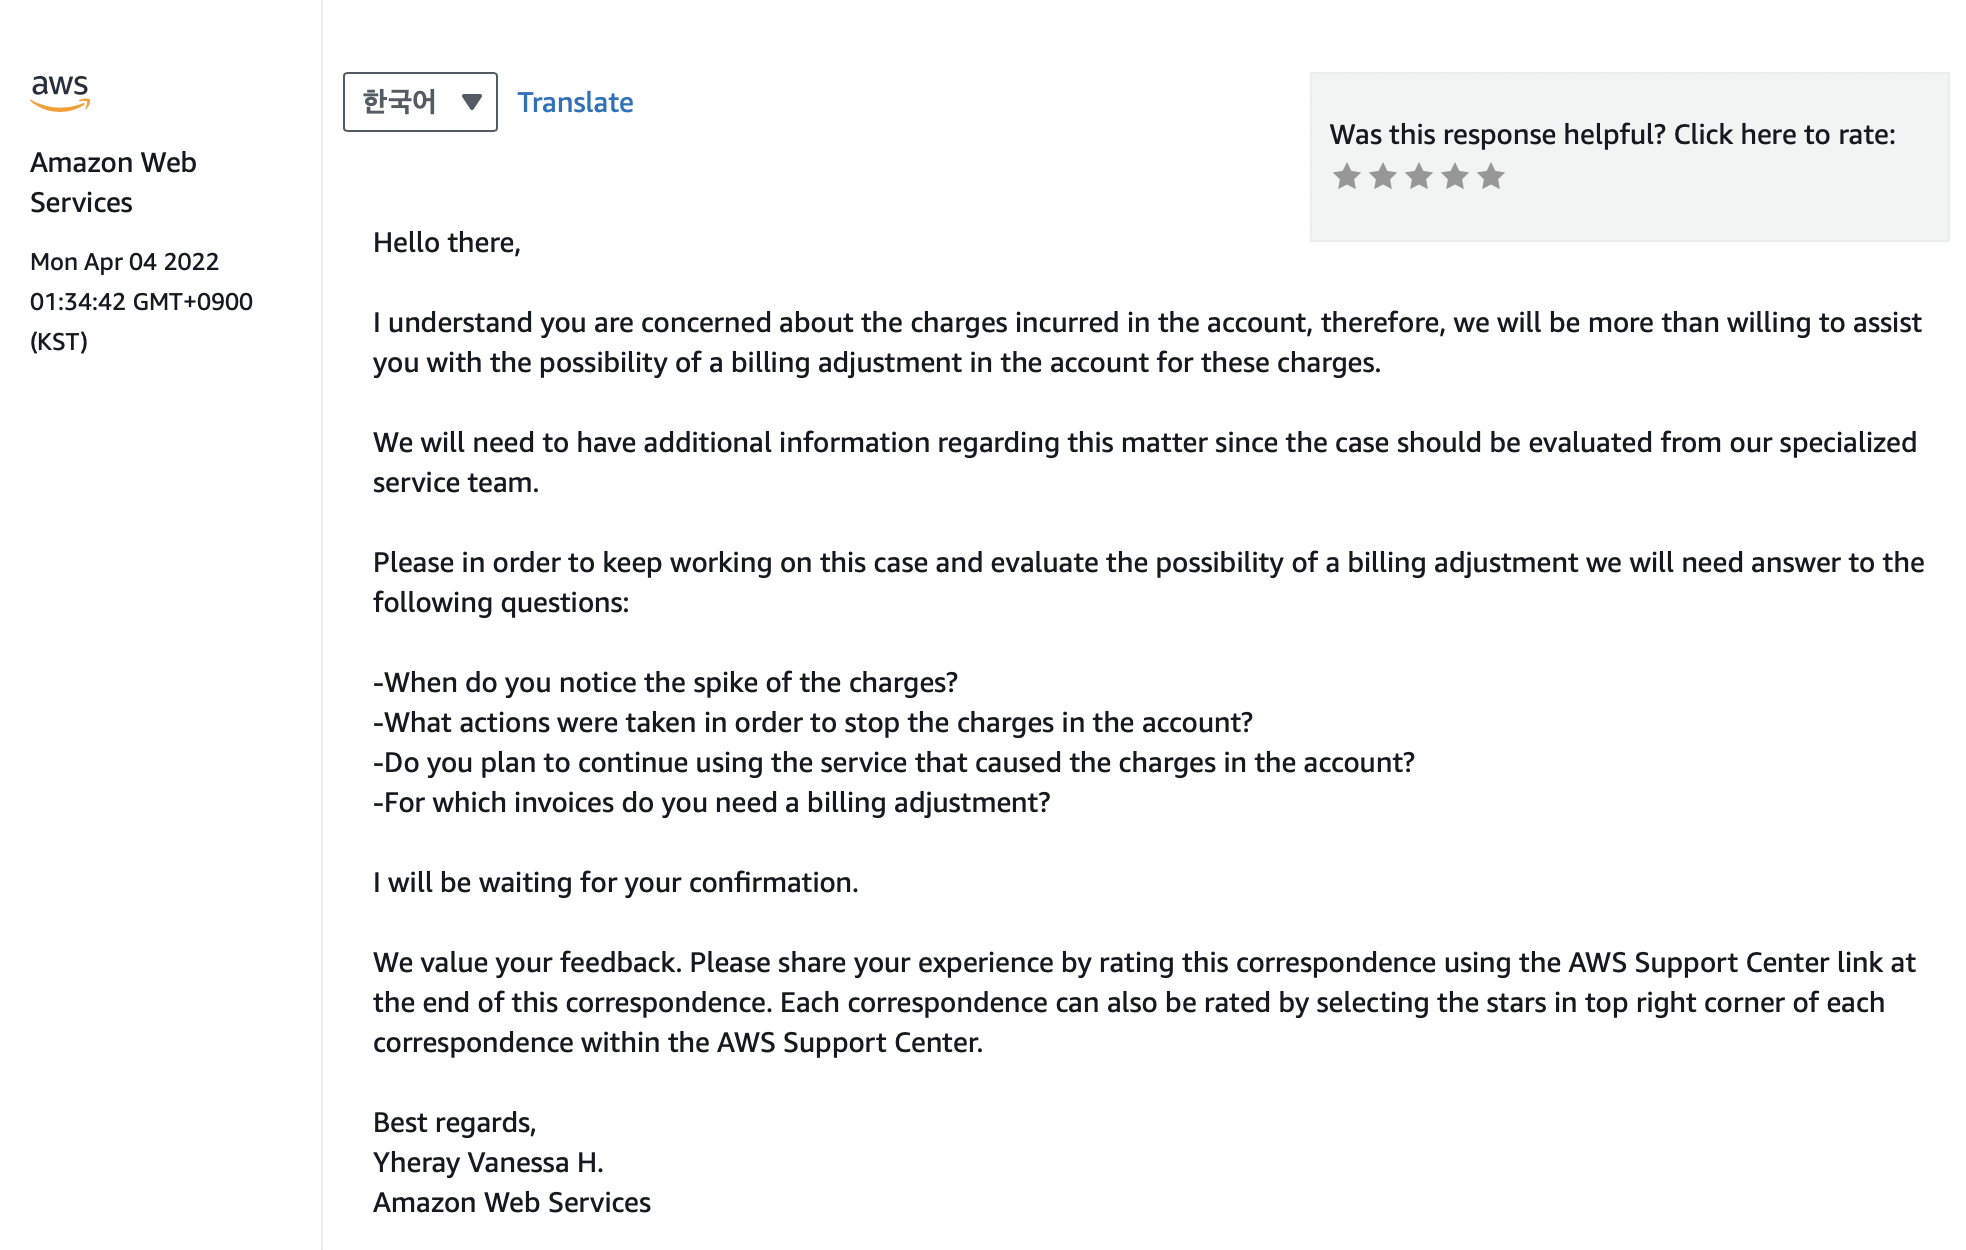 aws
Amazon Web
Services
Mon Apr 04 2022
01:34:42 GMT+0900
(KST)
한국어
Translate
Was this response helpful? Click here to rate:
Hello there,
I understand you are concerned about the charges incurred in the account, therefore, we will be more than willing to assist
you with the possibility of a billing adjustment in the account for these charges.
We will need to have additional information regarding this matter since the case should be evaluated from our specialized
service team.
Please in order to keep working on this case and evaluate the possibility of a billing adjustment we will need answer to the
following questions:
-When do you notice the spike of the charges?
-What actions were taken in order to stop the charges in the account?
-Do you plan to continue using the service that caused the charges in the account?
-For which invoices do you need a billing adjustment?
I will be waiting for your confirmation.
We value your feedback. Please share your experience by rating this correspondence using the AWS Support Center link at
the end of this correspondence. Each correspondence can also be rated by selecting the stars in top right corner of each
correspondence within the AWS Support Center.
Best regards,
Yheray Vanessa H.
Amazon Web Services